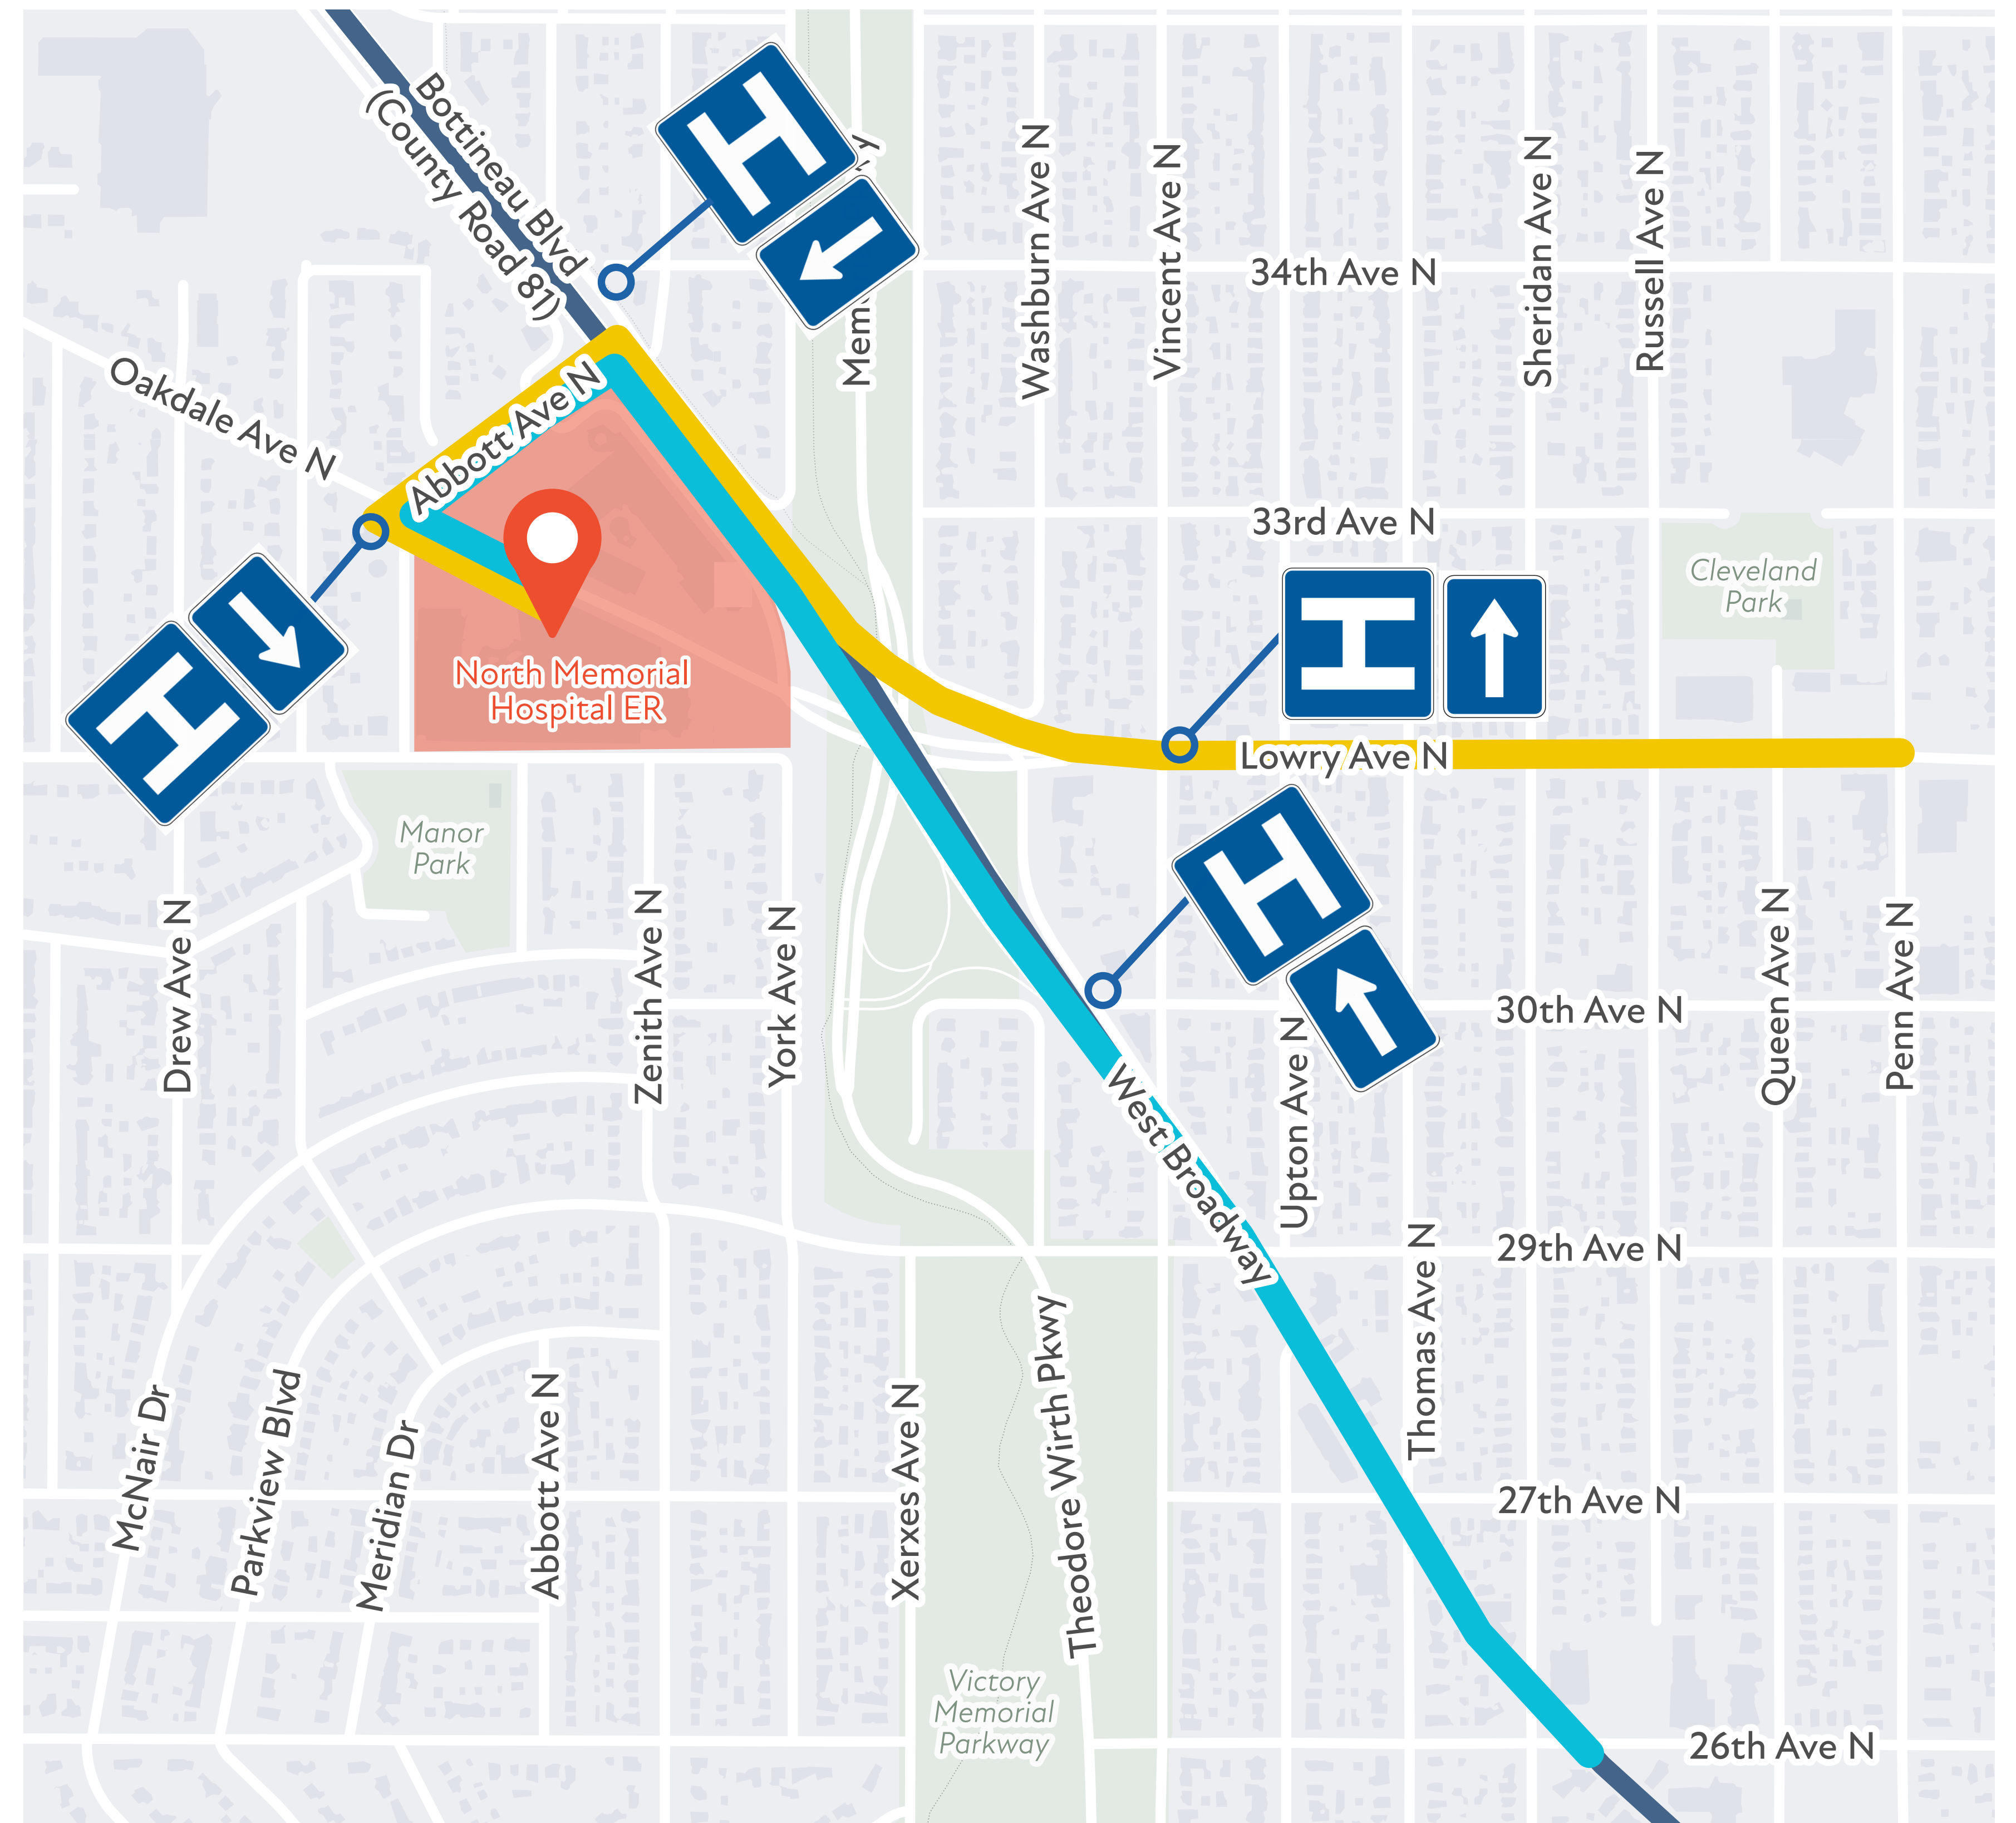 Bottineau Blvd
(County Road 81)
H
Mem
y
Washburn Ave N
Vincent Ave N
Sheridan Ave N
Russell Ave N
34th Ave N
Oakdale Ave N
Abbott Ave N
33rd Ave N
Cleveland
Park
H
H
North Memorial
Hospital ER
Lowry Ave N
Manor
Park
H
Drew Ave N
Zenith Ave N
York Ave N
30th Ave N
Queen Ave N
Penn Ave N
Upton Ave N
West Broadway
29th Ave N
Thomas Ave N
McNair Dr
Parkview Blvd
Meridian Dr
Abbott Ave N
Xerxes Ave N
Theodore Wirth Pkwy
27th Ave N
Victory
Memorial
Parkway
26th Ave N